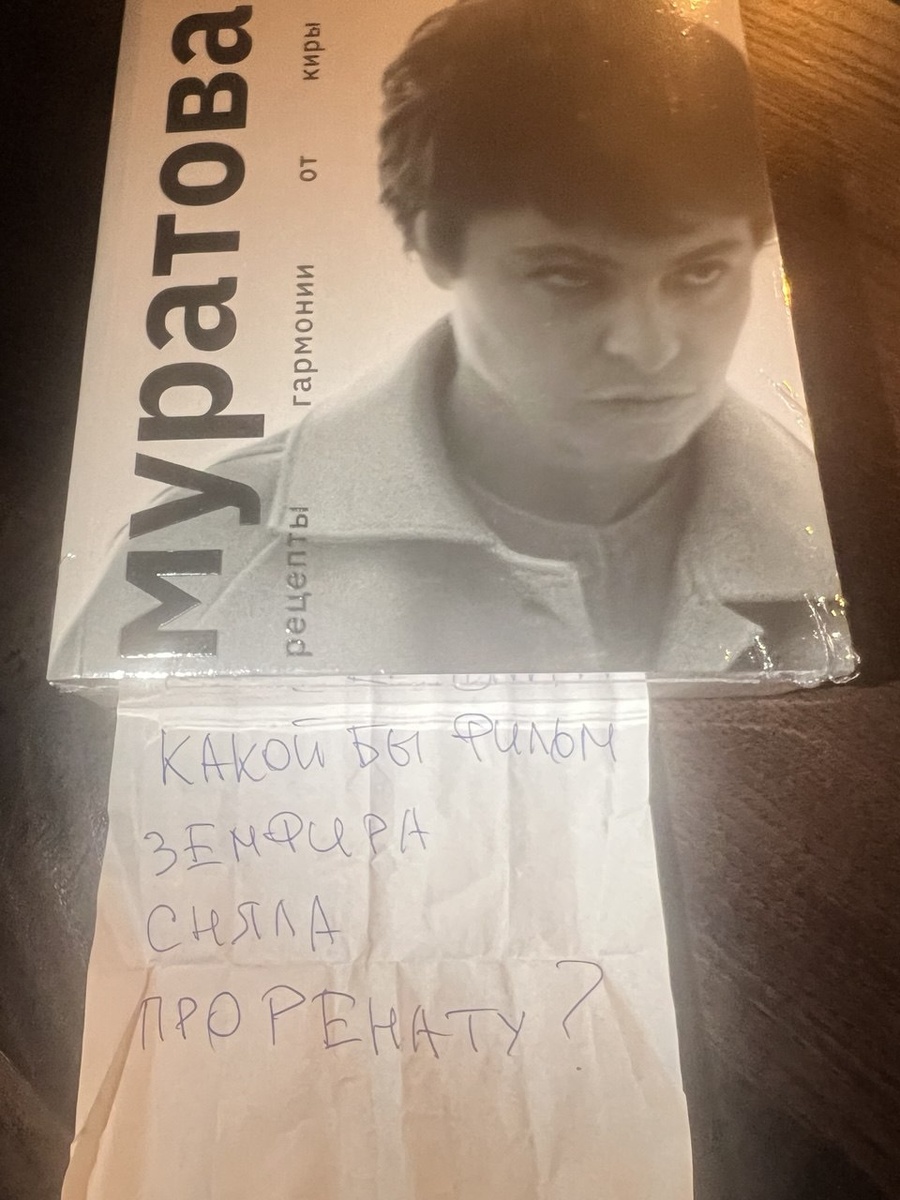 муратова
рецепты гармонии от киры
КАКОЙ БЫ ФИЛЬМ
ЗЕМФИРА
СНЯЛА
ПРО РЕНАТУ?